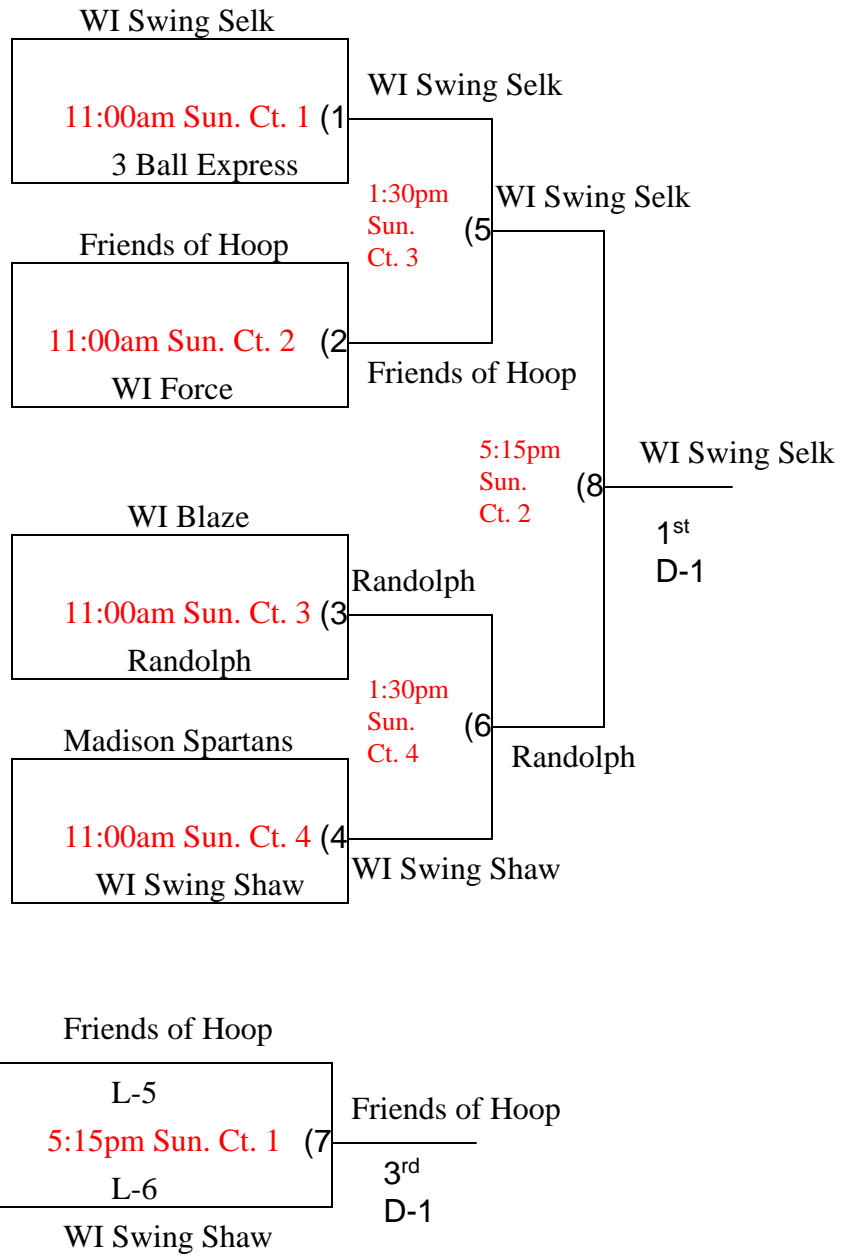 WI Swing Selk
WI Swing Selk
11:00am Sun. Ct. 1 (1
3 Ball Express
1:30pm
Sun.
Ct. 3
(5
WI Swing Selk
Friends of Hoop
11:00am Sun. Ct. 2 (2
WI Force
Friends of Hoop
5:15pm
Sun.
Ct. 2
(8
WI Swing Selk
1st
D-1
WI Blaze
Randolph
11:00am Sun. Ct. 3 (3
Randolph
1:30pm
Sun.
Ct. 4
(6
Randolph
Madison Spartans
11:00am Sun. Ct. 4 (4
WI Swing Shaw
WI Swing Shaw
Friends of Hoop
L-5
5:15pm Sun. Ct. 1 (7
L-6
WI Swing Shaw
Friends of Hoop
3rd
D-1